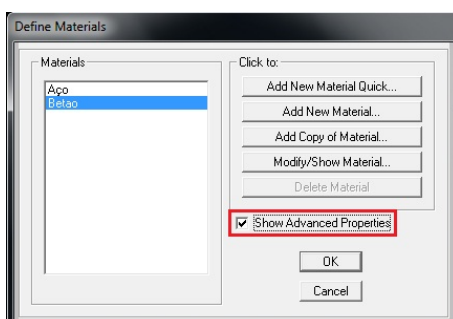 Define Materials
Materials
Aço
Betao
Click to:
Add New Material Quick...
Add New Material...
Add Copy of Material...
Modify/Show Material...
Delete Material
Show Advanced Properties
OK
Cancel